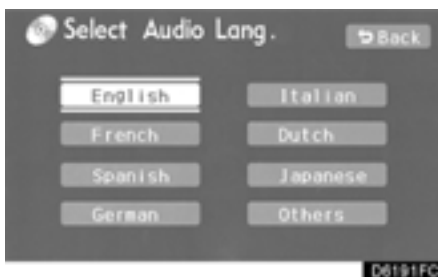 Select Audio Lang.
Back
English
Italian
French
Dutch
Spanish
Japanese
German
Others
D6191FC